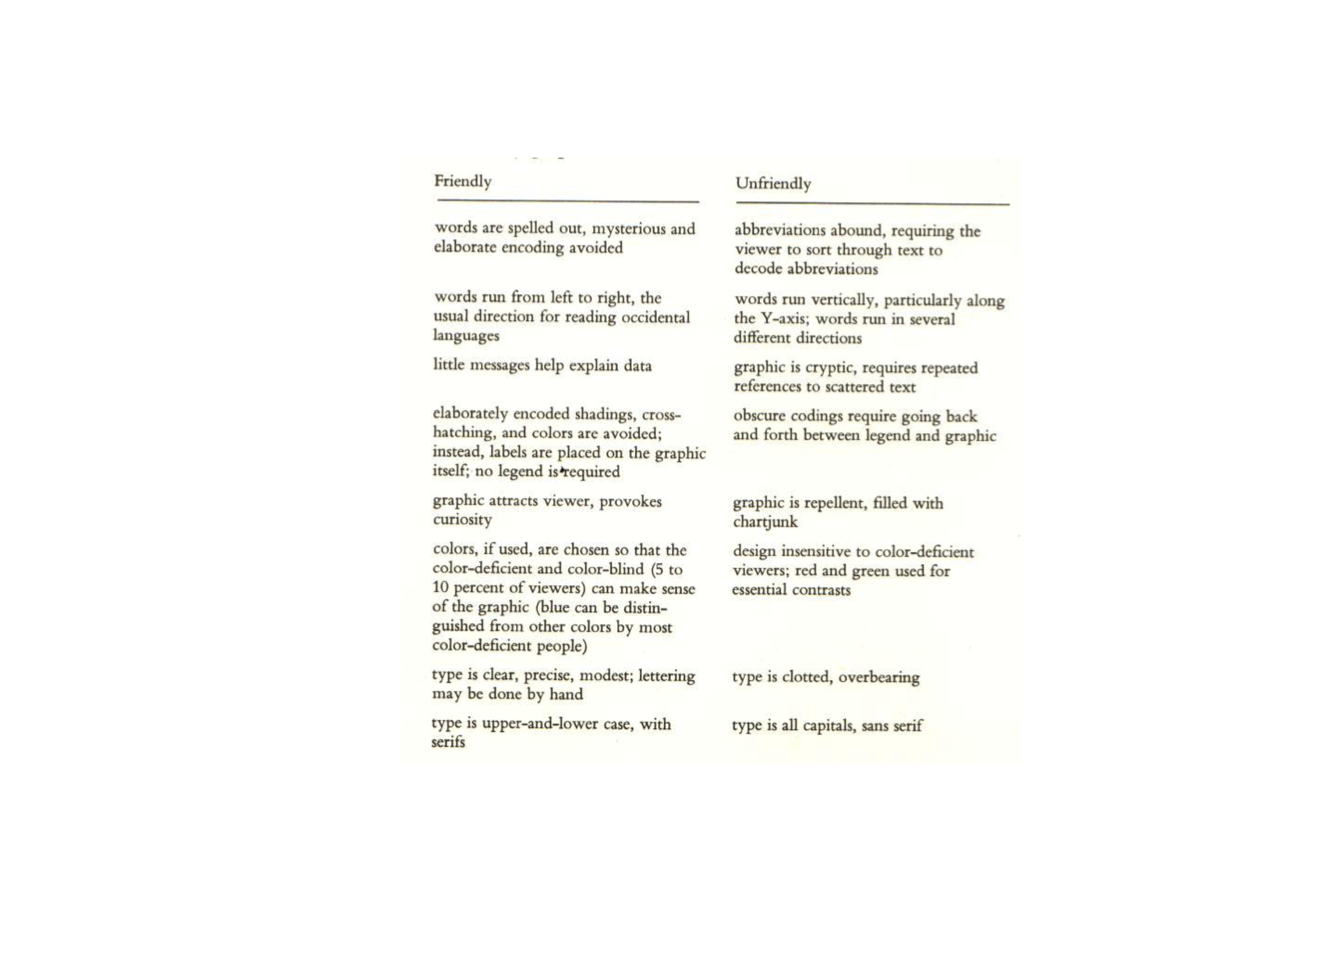 Friendly
Unfriendly
words are spelled out, mysterious and
elaborate encoding avoided
abbreviations abound, requiring the
viewer to sort through text to
decode abbreviations
words run from left to right, the
usual direction for reading occidental
languages
words run vertically, particularly along
the Y-axis; words run in several
different directions
little messages help explain data
graphic is cryptic, requires repeated
references to scattered text
elaborately encoded shadings, cross-
hatching, and colors are avoided;
instead, labels are placed on the graphic
itself; no legend is required
obscure codings require going back
and forth between legend and graphic
graphic attracts viewer, provokes
curiosity
graphic is repellent, filled with
chartjunk
colors, if used, are chosen so that the
color-deficient and color-blind (5 to
10 percent of viewers) can make sense
of the graphic (blue can be distin-
guished from other colors by most
color-deficient people)
design insensitive to color-deficient
viewers; red and green used for
essential contrasts
type is clear, precise, modest; lettering
may be done by hand
type is clotted, overbearing
type is upper-and-lower case, with
serifs
type is all capitals, sans serif